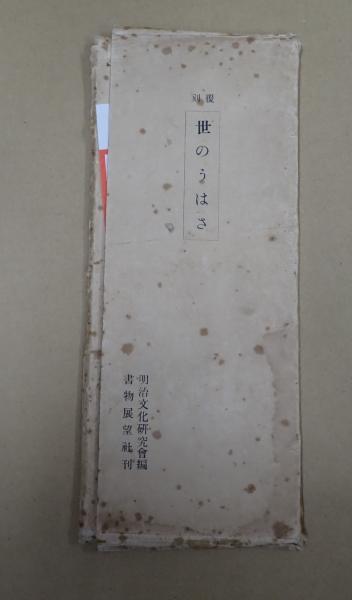 復刻
世のうはさ
明治文化研究會編
書物展望社刊